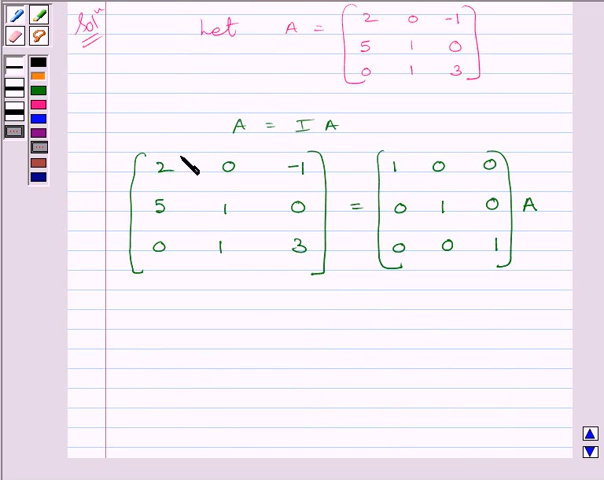 Solⁿ Let A = [ 2 0 -1
5 1 0
0 1 3 ]
A = I A
[ 2 0 -1 1 0 0
5 1 0 = 0 1 0 A
0 1 3 ] 0 0 1